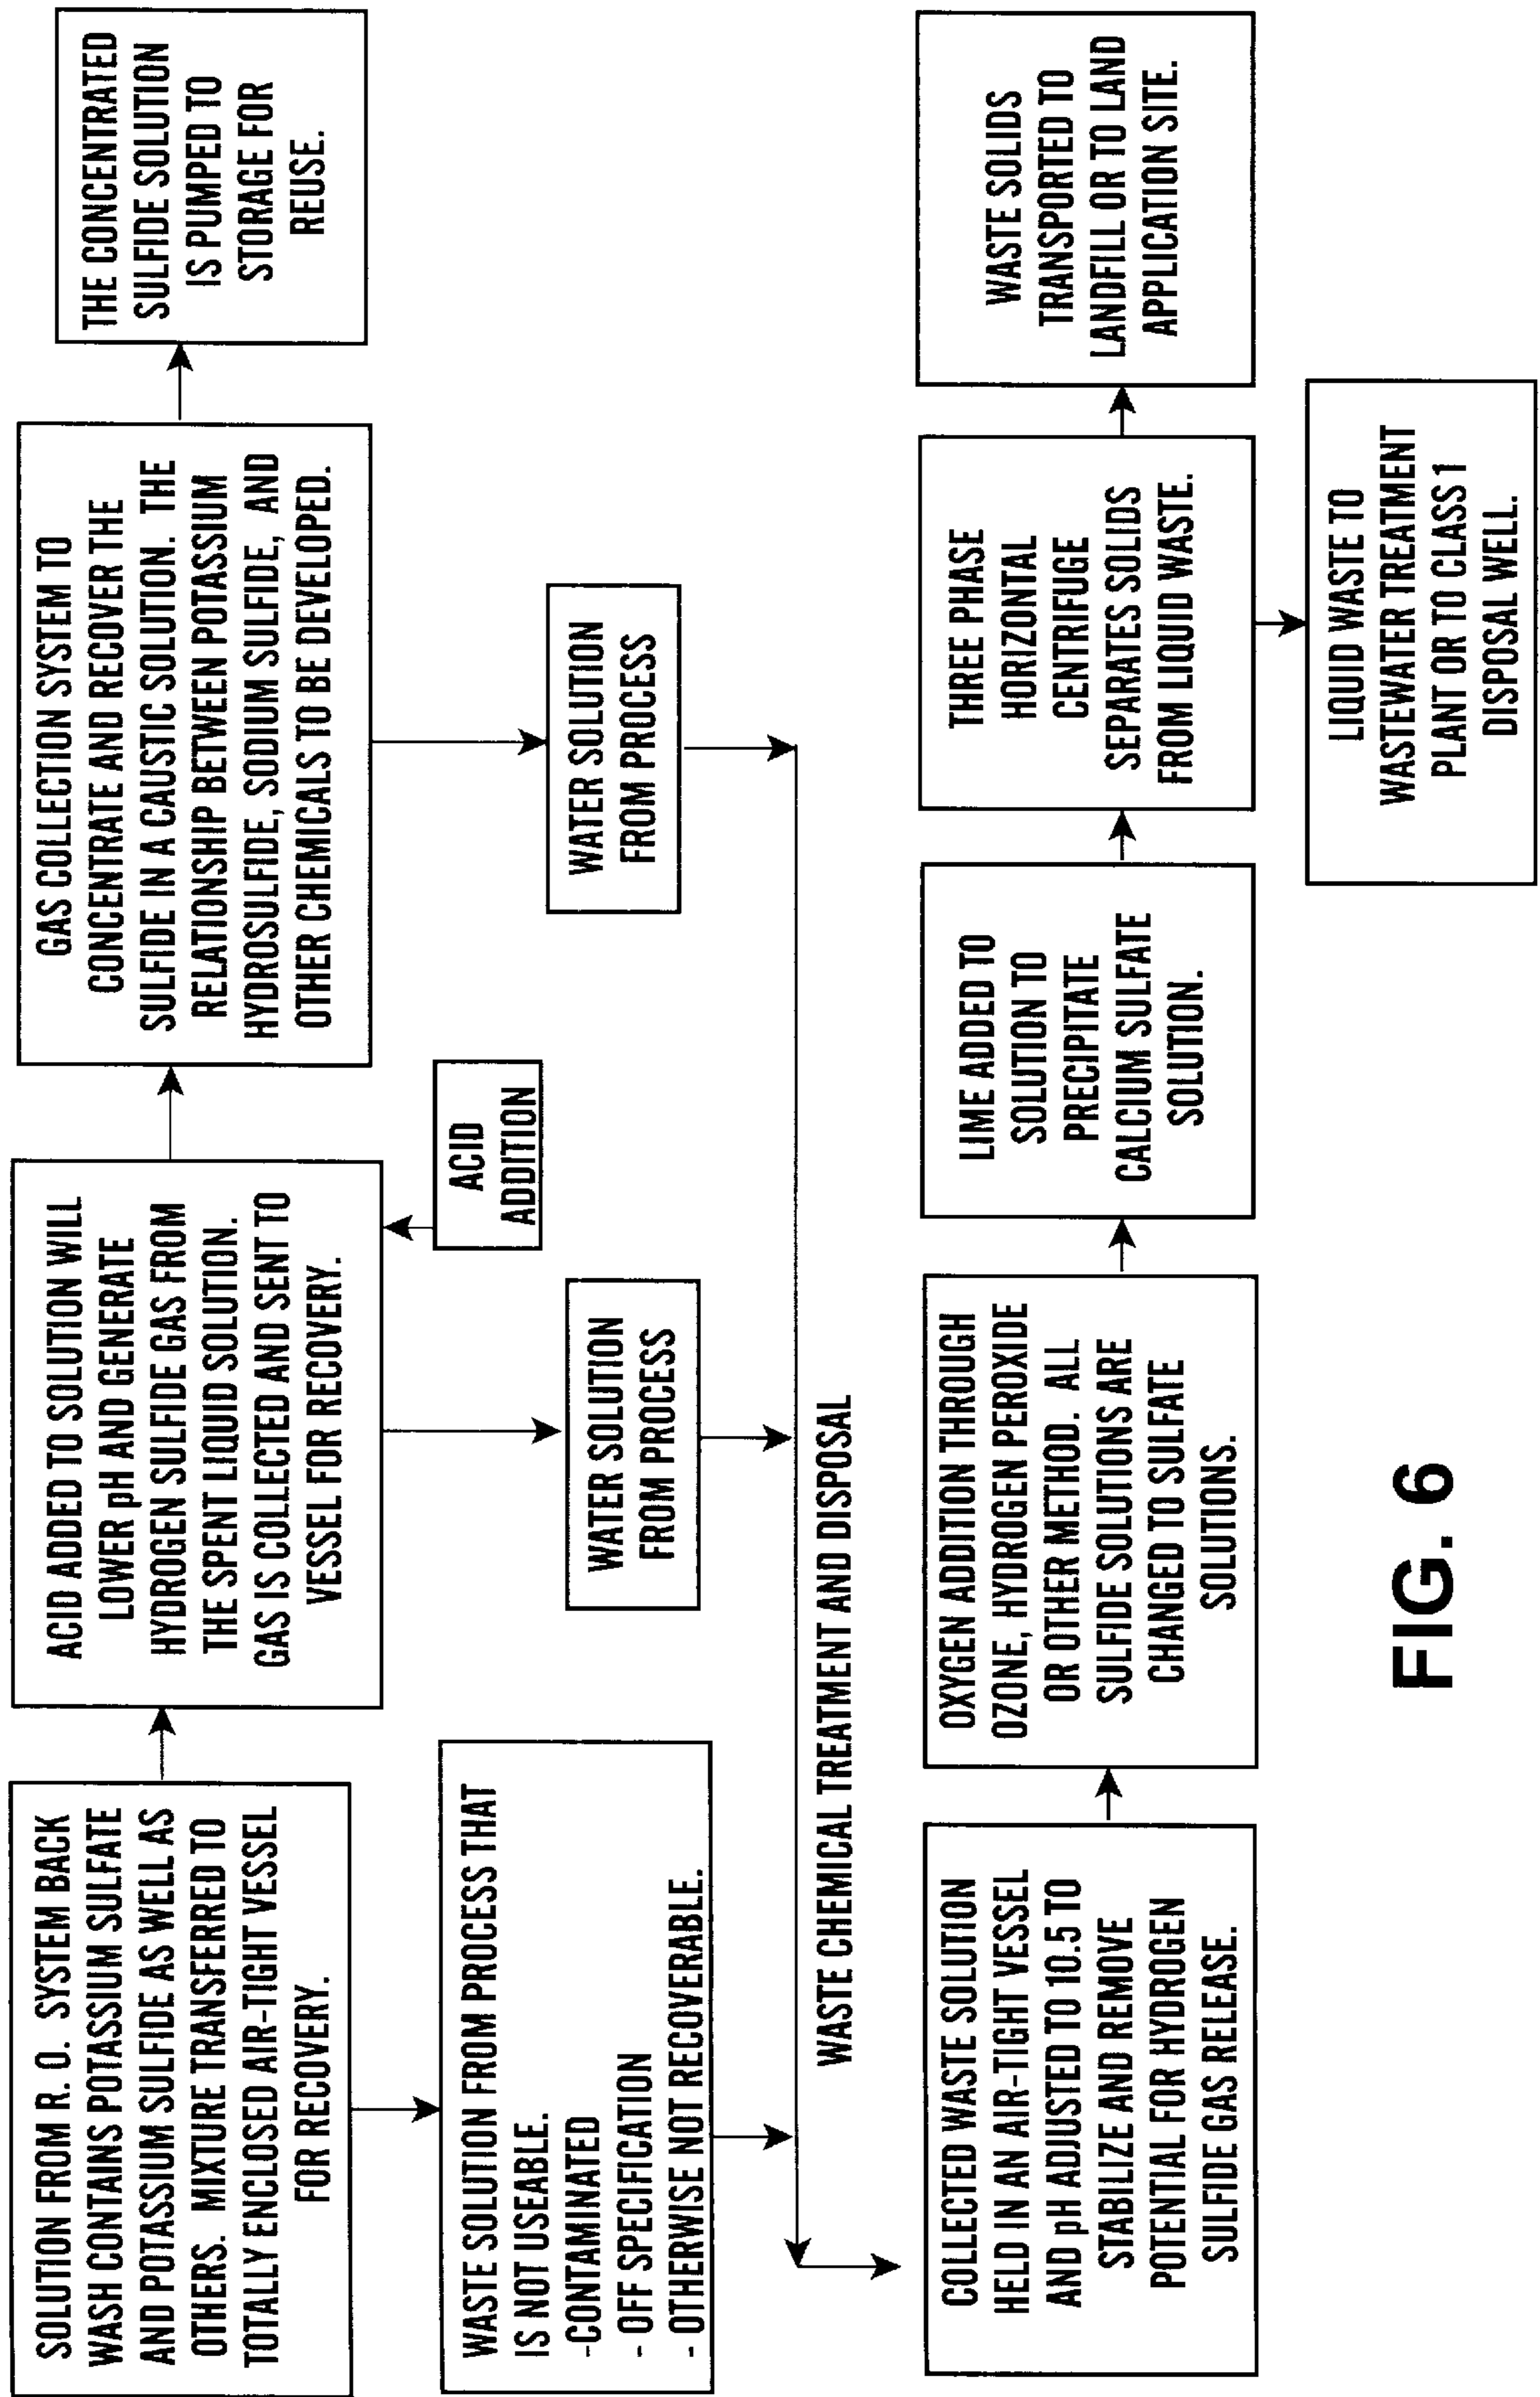 SOLUTION FROM R. O. SYSTEM BACK
WASH CONTAINS POTASSIUM SULFATE
AND POTASSIUM SULFIDE AS WELL AS
OTHERS. MIXTURE TRANSFERRED TO
TOTALLY ENCLOSED AIR-TIGHT VESSEL
FOR RECOVERY.
ACID ADDED TO SOLUTION WILL
LOWER pH AND GENERATE
HYDROGEN SULFIDE GAS FROM
THE SPENT LIQUID SOLUTION.
GAS IS COLLECTED AND SENT TO
VESSEL FOR RECOVERY.
GAS COLLECTION SYSTEM TO
CONCENTRATE AND RECOVER THE
SULFIDE IN A CAUSTIC SOLUTION. THE
RELATIONSHIP BETWEEN POTASSIUM
HYDROSULFIDE, SODIUM SULFIDE, AND
OTHER CHEMICALS TO BE DEVELOPED.
THE CONCENTRATED
SULFIDE SOLUTION
IS PUMPED TO
STORAGE FOR
REUSE.
WASTE SOLUTION FROM PROCESS THAT
IS NOT USEABLE.
-CONTAMINATED
- OFF SPECIFICATION
- OTHERWISE NOT RECOVERABLE.
WATER SOLUTION
FROM PROCESS
ACID
ADDITION
WATER SOLUTION
FROM PROCESS
WASTE CHEMICAL TREATMENT AND DISPOSAL
COLLECTED WASTE SOLUTION
HELD IN AN AIR-TIGHT VESSEL
AND pH ADJUSTED TO 10.5 TO
STABILIZE AND REMOVE
POTENTIAL FOR HYDROGEN
SULFIDE GAS RELEASE.
OXYGEN ADDITION THROUGH
OZONE, HYDROGEN PEROXIDE
OR OTHER METHOD. ALL
SULFIDE SOLUTIONS ARE
CHANGED TO SULFATE
SOLUTIONS.
LIME ADDED TO
SOLUTION TO
PRECIPITATE
CALCIUM SULFATE
SOLUTION.
THREE PHASE
HORIZONTAL
CENTRIFUGE
SEPARATES SOLIDS
FROM LIQUID WASTE.
WASTE SOLIDS
TRANSPORTED TO
LANDFILL OR TO LAND
APPLICATION SITE.
LIQUID WASTE TO
WASTEWATER TREATMENT
PLANT OR TO CLASS 1
DISPOSAL WELL.
FIG. 6